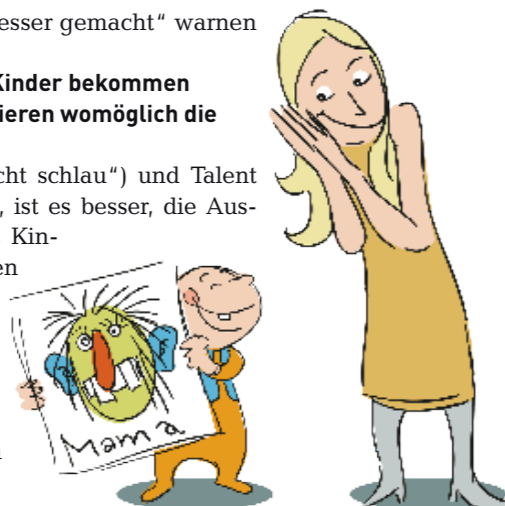 esser gemacht“ warnen
Kinder bekommen
ieren womöglich die
cht schlau“) und Talent
, ist es besser, die Aus-
Kin-
en
Mama